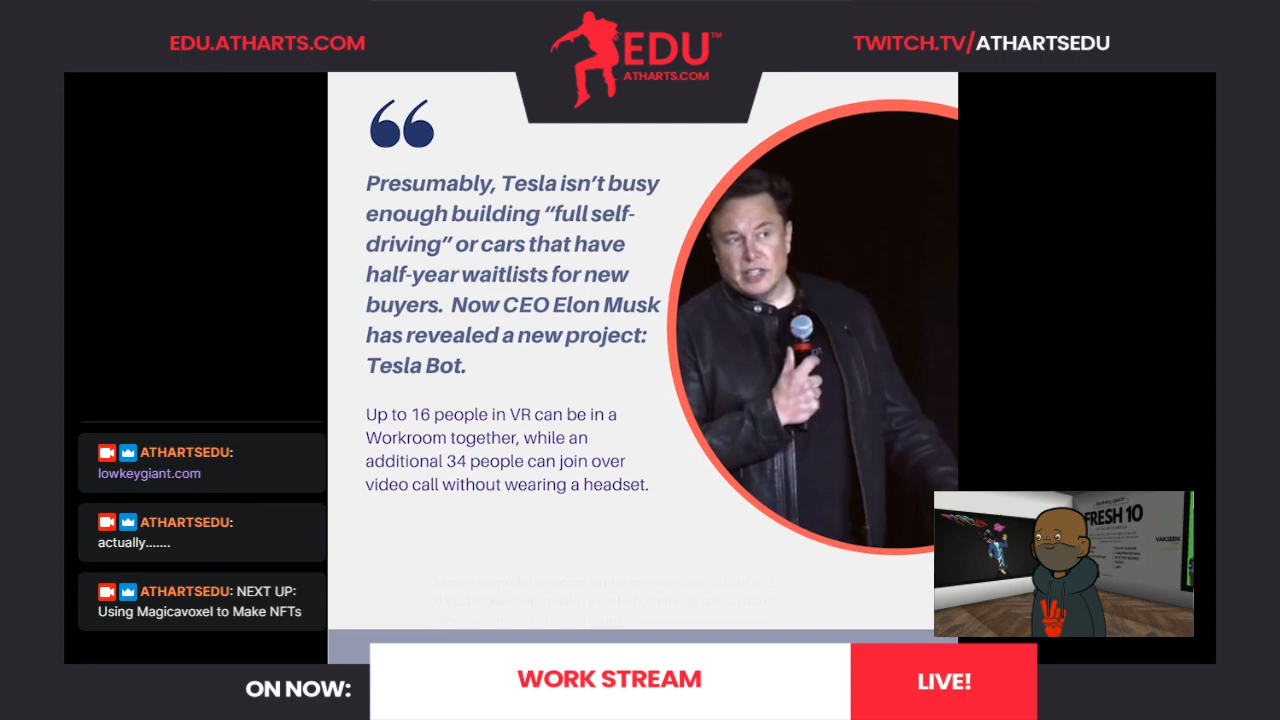 EDU.ATHARTS.COM
EDU™
ATHARTS.COM
TWITCH.TV/ATHARTSEDU
Presumably, Tesla isn’t busy
enough building “full self-
driving” or cars that have
half-year waitlists for new
buyers. Now CEO Elon Musk
has revealed a new project:
Tesla Bot.
Up to 16 people in VR can be in a
Workroom together, while an
additional 34 people can join over
video call without wearing a headset.
ATHARTSEDU:
lowkeygiant.com
ATHARTSEDU:
actually.......
ATHARTSEDU: NEXT UP:
Using Magicavoxel to Make NFTs
FRESH 10
VAKSEEN
ON NOW:
WORK STREAM
LIVE!